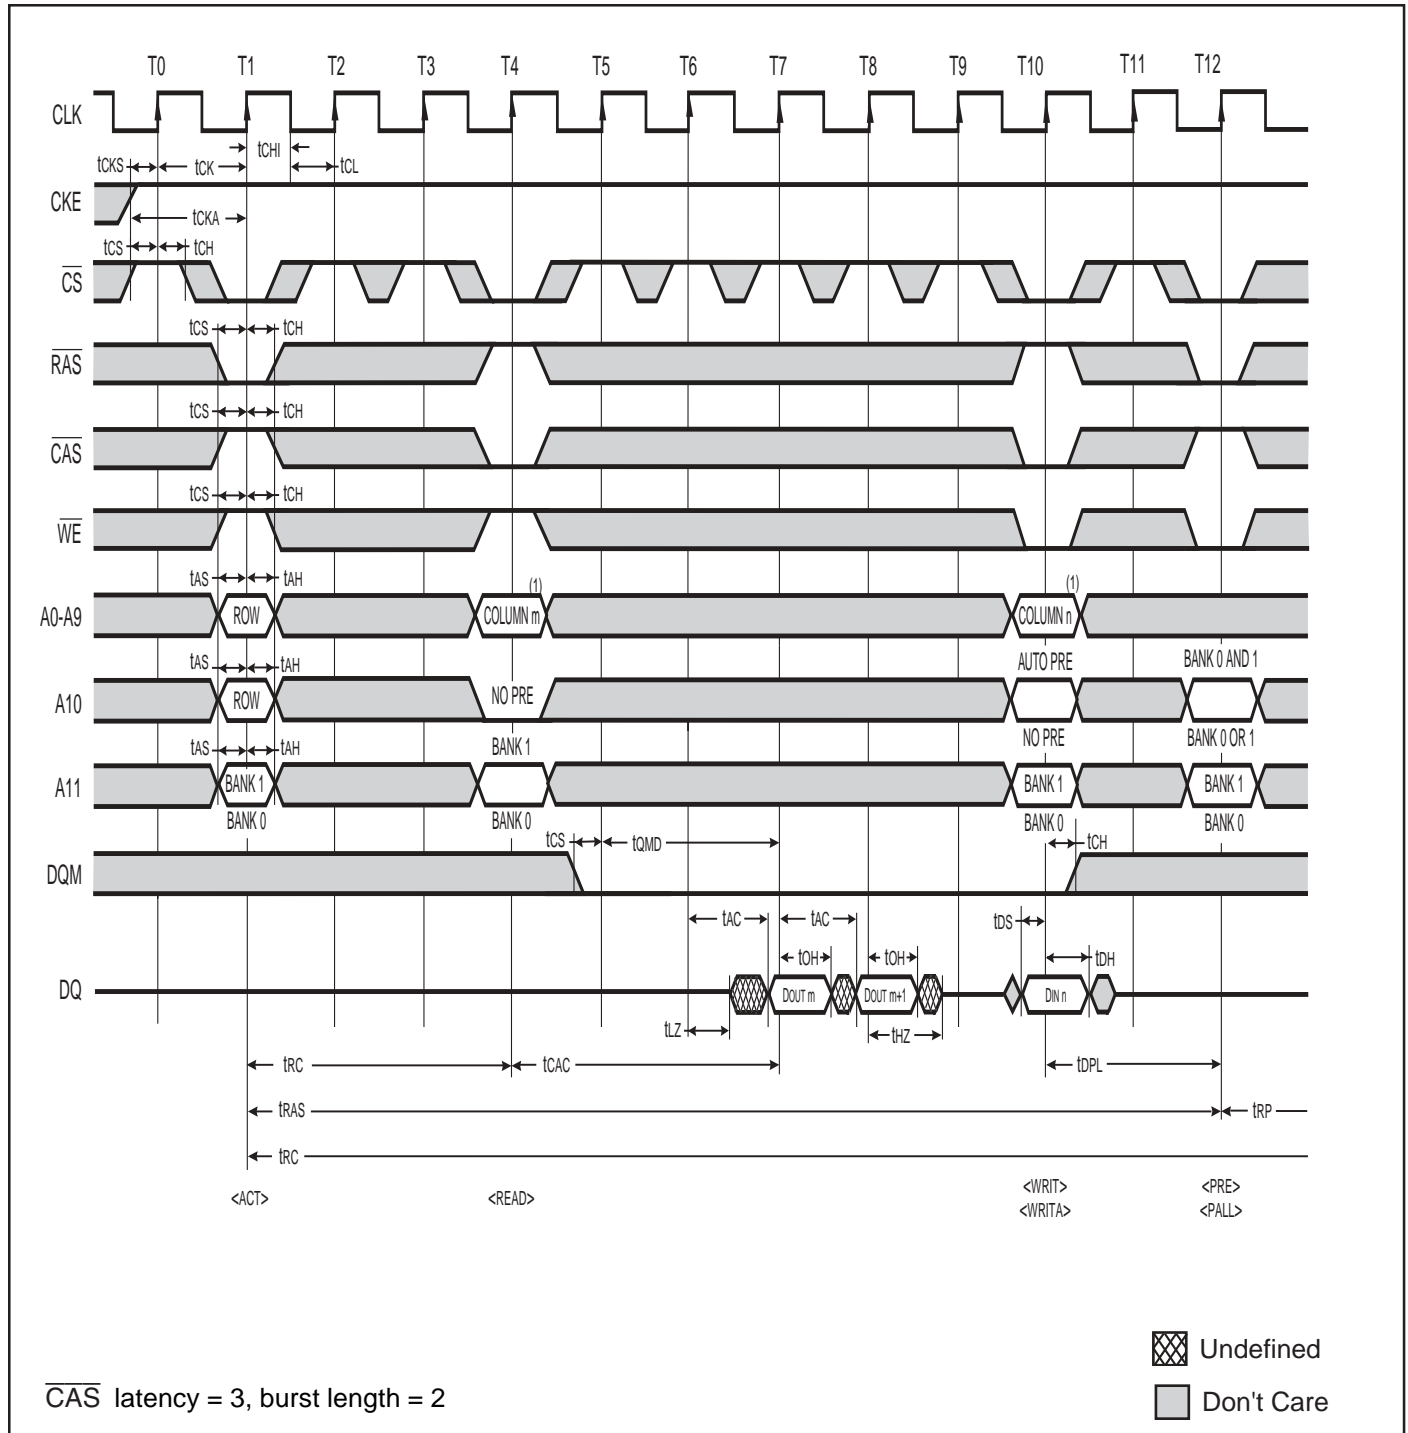 T0 T1 T2 T3 T4 T5 T6 T7 T8 T9 T10 T11 T12
CLK
tCHI
tCKS tCK tCL
CKE
tCKA
tCS tCH
CS
tCS tCH
RAS
tCS tCH
CAS
tCS tCH
WE
tAS tAH (1) (1)
A0-A9 ROW COLUMN m COLUMN n
tAS tAH AUTO PRE BANK 0 AND 1
A10 ROW NO PRE
NO PRE BANK 0 OR 1
tAS tAH BANK 1
A11 BANK 1 BANK 1 BANK 1
BANK 0 BANK 0 BANK 0 BANK 0
tCS tQMD tCH
DQM
tAC tAC tDS
tOH tOH tDH
DQ DOUT m DOUT m+1 DIN n
tLZ tHZ
tRC tCAC tDPL
tRAS tRP
tRC
<ACT> <READ> <WRIT> <PRE>
<WRITA> <PALL>
Undefined
CAS latency = 3, burst length = 2
Don't Care